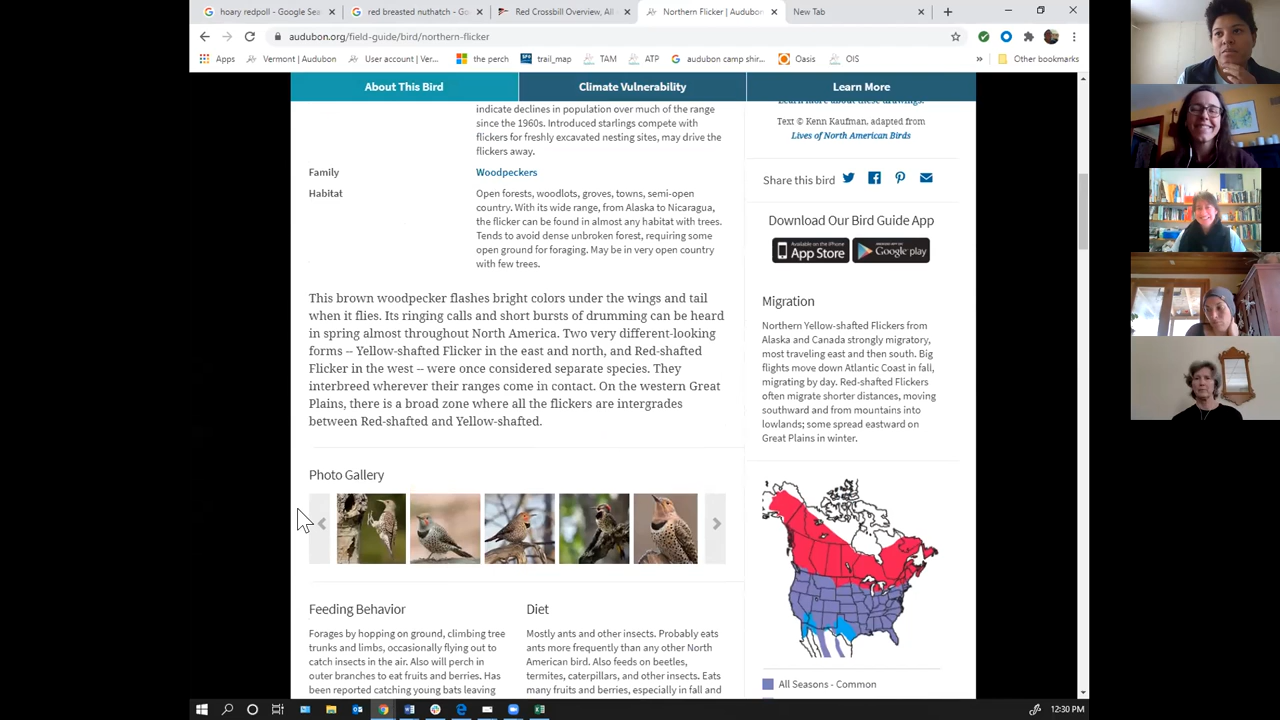 hoary redpoll - Google Sea
red breasted nuthatch - Go
Red Crossbill Overview, All
Northern Flicker | Audubon
New Tab
audubon.org/field-guide/bird/northern-flicker
Apps
Vermont | Audubon
User account | Ver...
the perch
trail_map
TAM
ATP
audubon camp shir...
Oasis
OIS
Other bookmarks
About This Bird
Climate Vulnerability
Learn More
indicate declines in population over much of the range
since the 1960s. Introduced starlings compete with
flickers for freshly excavated nesting sites, may drive the
flickers away.
Family
Woodpeckers
Habitat
Open forests, woodlots, groves, towns, semi-open
country. With its wide range, from Alaska to Nicaragua,
the flicker can be found in almost any habitat with trees.
Tends to avoid dense unbroken forest, requiring some
open ground for foraging. May be in very open country
with few trees.
This brown woodpecker flashes bright colors under the wings and tail
when it flies. Its ringing calls and short bursts of drumming can be heard
in spring almost throughout North America. Two very different-looking
forms -- Yellow-shafted Flicker in the east and north, and Red-shafted
Flicker in the west -- were once considered separate species. They
interbreed wherever their ranges come in contact. On the western Great
Plains, there is a broad zone where all the flickers are intergrades
between Red-shafted and Yellow-shafted.
Photo Gallery
Feeding Behavior
Forages by hopping on ground, climbing tree
trunks and limbs, occasionally flying out to
catch insects in the air. Also will perch in
outer branches to eat fruits and berries. Has
been reported catching young bats leaving
Diet
Mostly ants and other insects. Probably eats
ants more frequently than any other North
American bird. Also feeds on beetles,
termites, caterpillars, and other insects. Eats
many fruits and berries, especially in fall and
Learn more about these drawings.
Text © Kenn Kaufman, adapted from
Lives of North American Birds
Share this bird
Download Our Bird Guide App
Available on the iPhone
App Store
Google play
Migration
Northern Yellow-shafted Flickers from
Alaska and Canada strongly migratory,
most traveling east and then south. Big
flights move down Atlantic Coast in fall,
migrating by day. Red-shafted Flickers
often migrate shorter distances, moving
southward and from mountains into
lowlands; some spread eastward on
Great Plains in winter.
All Seasons - Common
12:30 PM